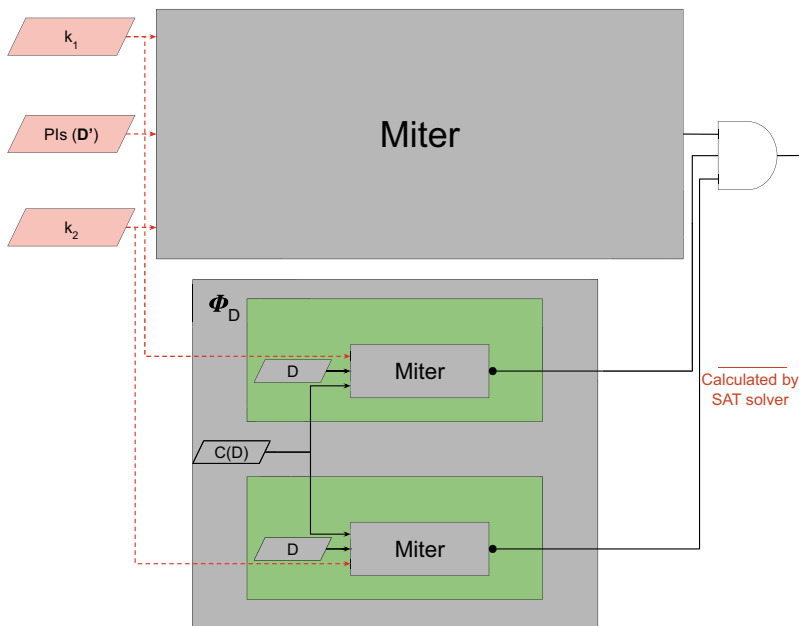 k1
Miter
PIs (D’)
k2
ΦD
D
Miter
Calculated by
SAT solver
C(D)
D
Miter